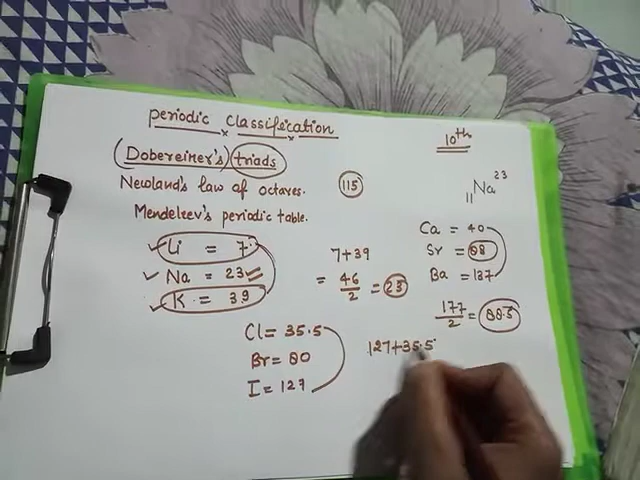 Periodic Classification
10th
(Dobereiner's) triads
Newland's law of octaves.
115
11Na23
Mendeleev's periodic table.
Li = 7
Na = 23
K = 39
7+39
= 46/2 = 23
Ca = 40
Sr = 88
Ba = 137
177/2 = 88.5
Cl = 35.5
Br = 80
I = 127
127+35.5